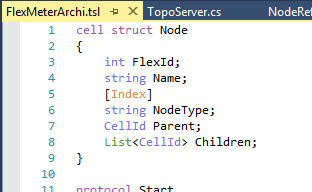 FlexMeterArchi.tsl TopoServer.cs NodeRef
1 cell struct Node
2 {
3 int FlexId;
4 string Name;
5 [Index]
6 string NodeType;
7 CellId Parent;
8 List<CellId> Children;
9 }
10
11 protocol Start